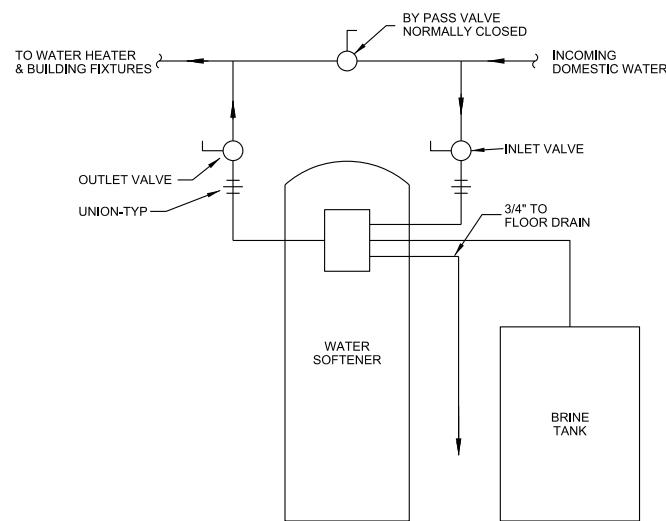 BY PASS VALVE
NORMALLY CLOSED
TO WATER HEATER
& BUILDING FIXTURES
INCOMING
DOMESTIC WATER
INLET VALVE
OUTLET VALVE
UNION-TYP
3/4" TO
FLOOR DRAIN
WATER
SOFTENER
BRINE
TANK